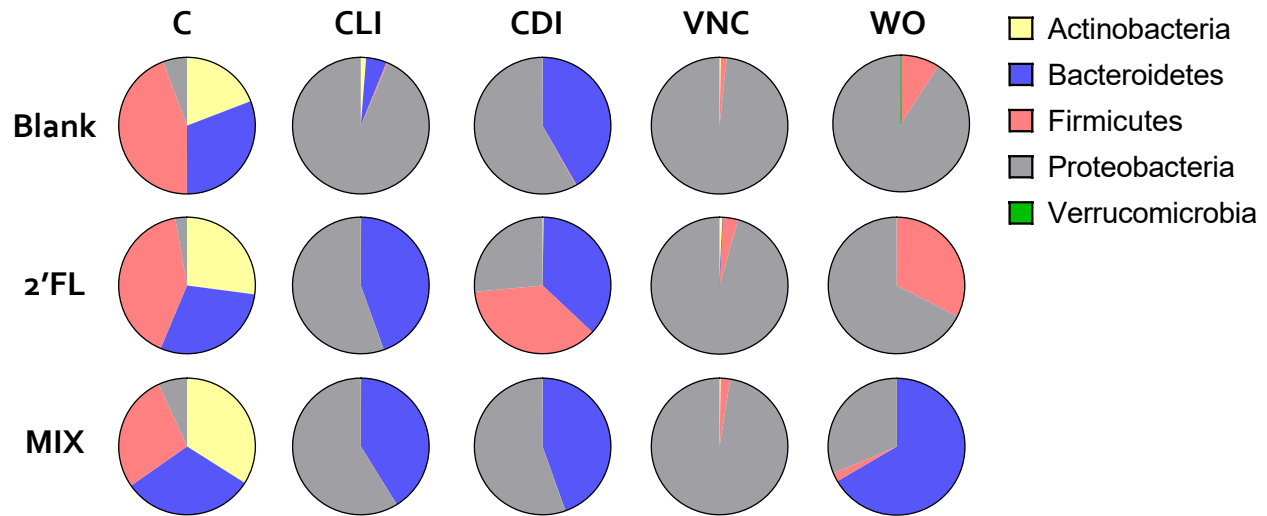 C CLI CDI VNC WO
Blank
2'FL
MIX
Actinobacteria
Bacteroidetes
Firmicutes
Proteobacteria
Verrucomicrobia